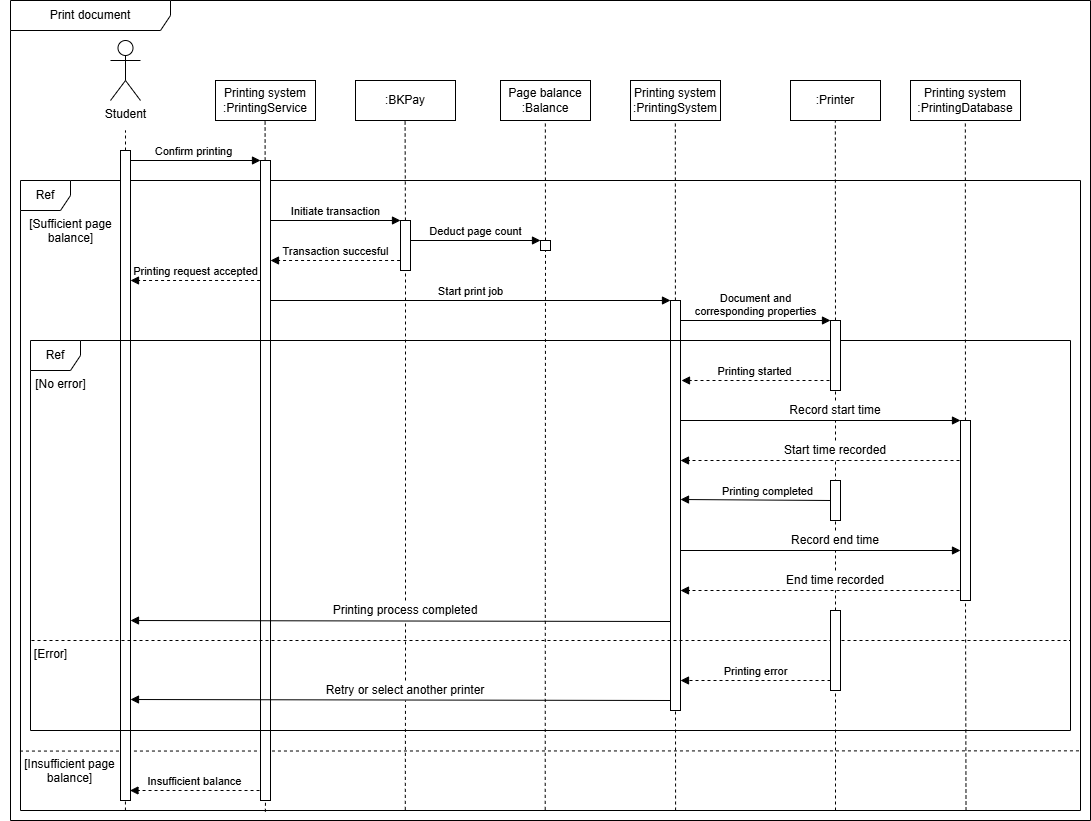 Print document
Student
Printing system
:PrintingService
:BKPay
Page balance
:Balance
Printing system
:PrintingSystem
:Printer
Printing system
:PrintingDatabase
Confirm printing
Ref
[Sufficient page
balance]
Initiate transaction
Deduct page count
Transaction succesful
Printing request accepted
Start print job
Document and
corresponding properties
Ref
[No error]
Printing started
Record start time
Start time recorded
Printing completed
Record end time
End time recorded
Printing process completed
[Error]
Printing error
Retry or select another printer
[Insufficient page
balance]
Insufficient balance